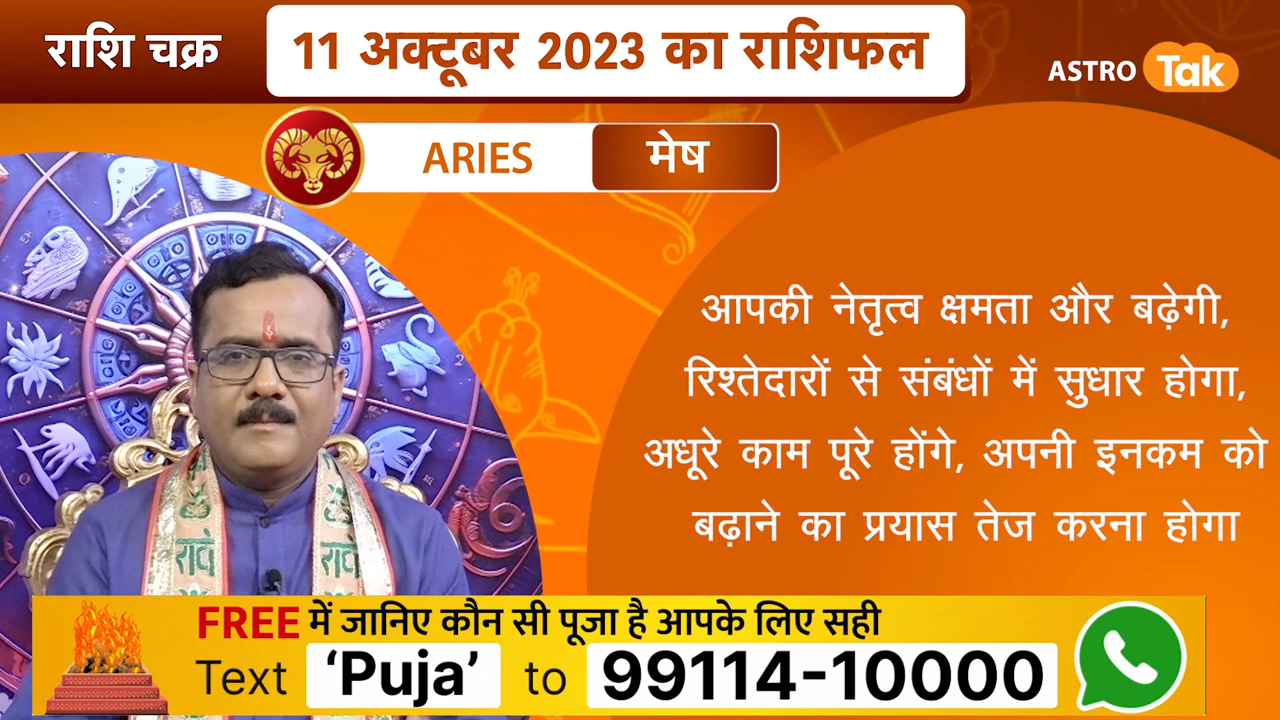 राशि चक्र
11 अक्टूबर 2023 का राशिफल
ASTRO Tak
ARIES मेष
आपकी नेतृत्व क्षमता और बढ़ेगी,
रिश्तेदारों से संबंधों में सुधार होगा,
अधूरे काम पूरे होंगे, अपनी इनकम को
बढ़ाने का प्रयास तेज करना होगा
FREE में जानिए कौन सी पूजा है आपके लिए सही
Text ‘Puja’ to 99114-10000